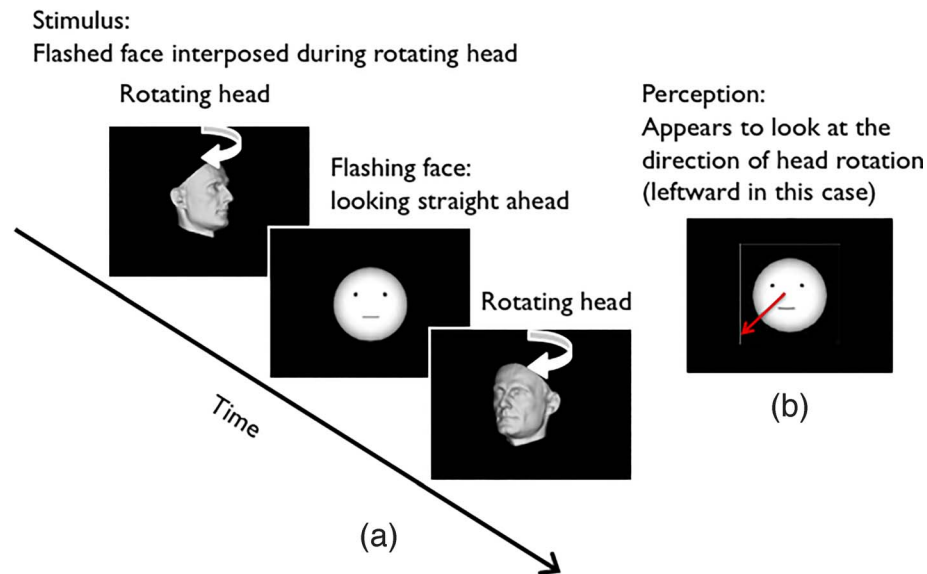 Stimulus:
Flashed face interposed during rotating head
Rotating head
Flashing face:
looking straight ahead
Rotating head
Time
(a)
Perception:
Appears to look at the
direction of head rotation
(leftward in this case)
(b)